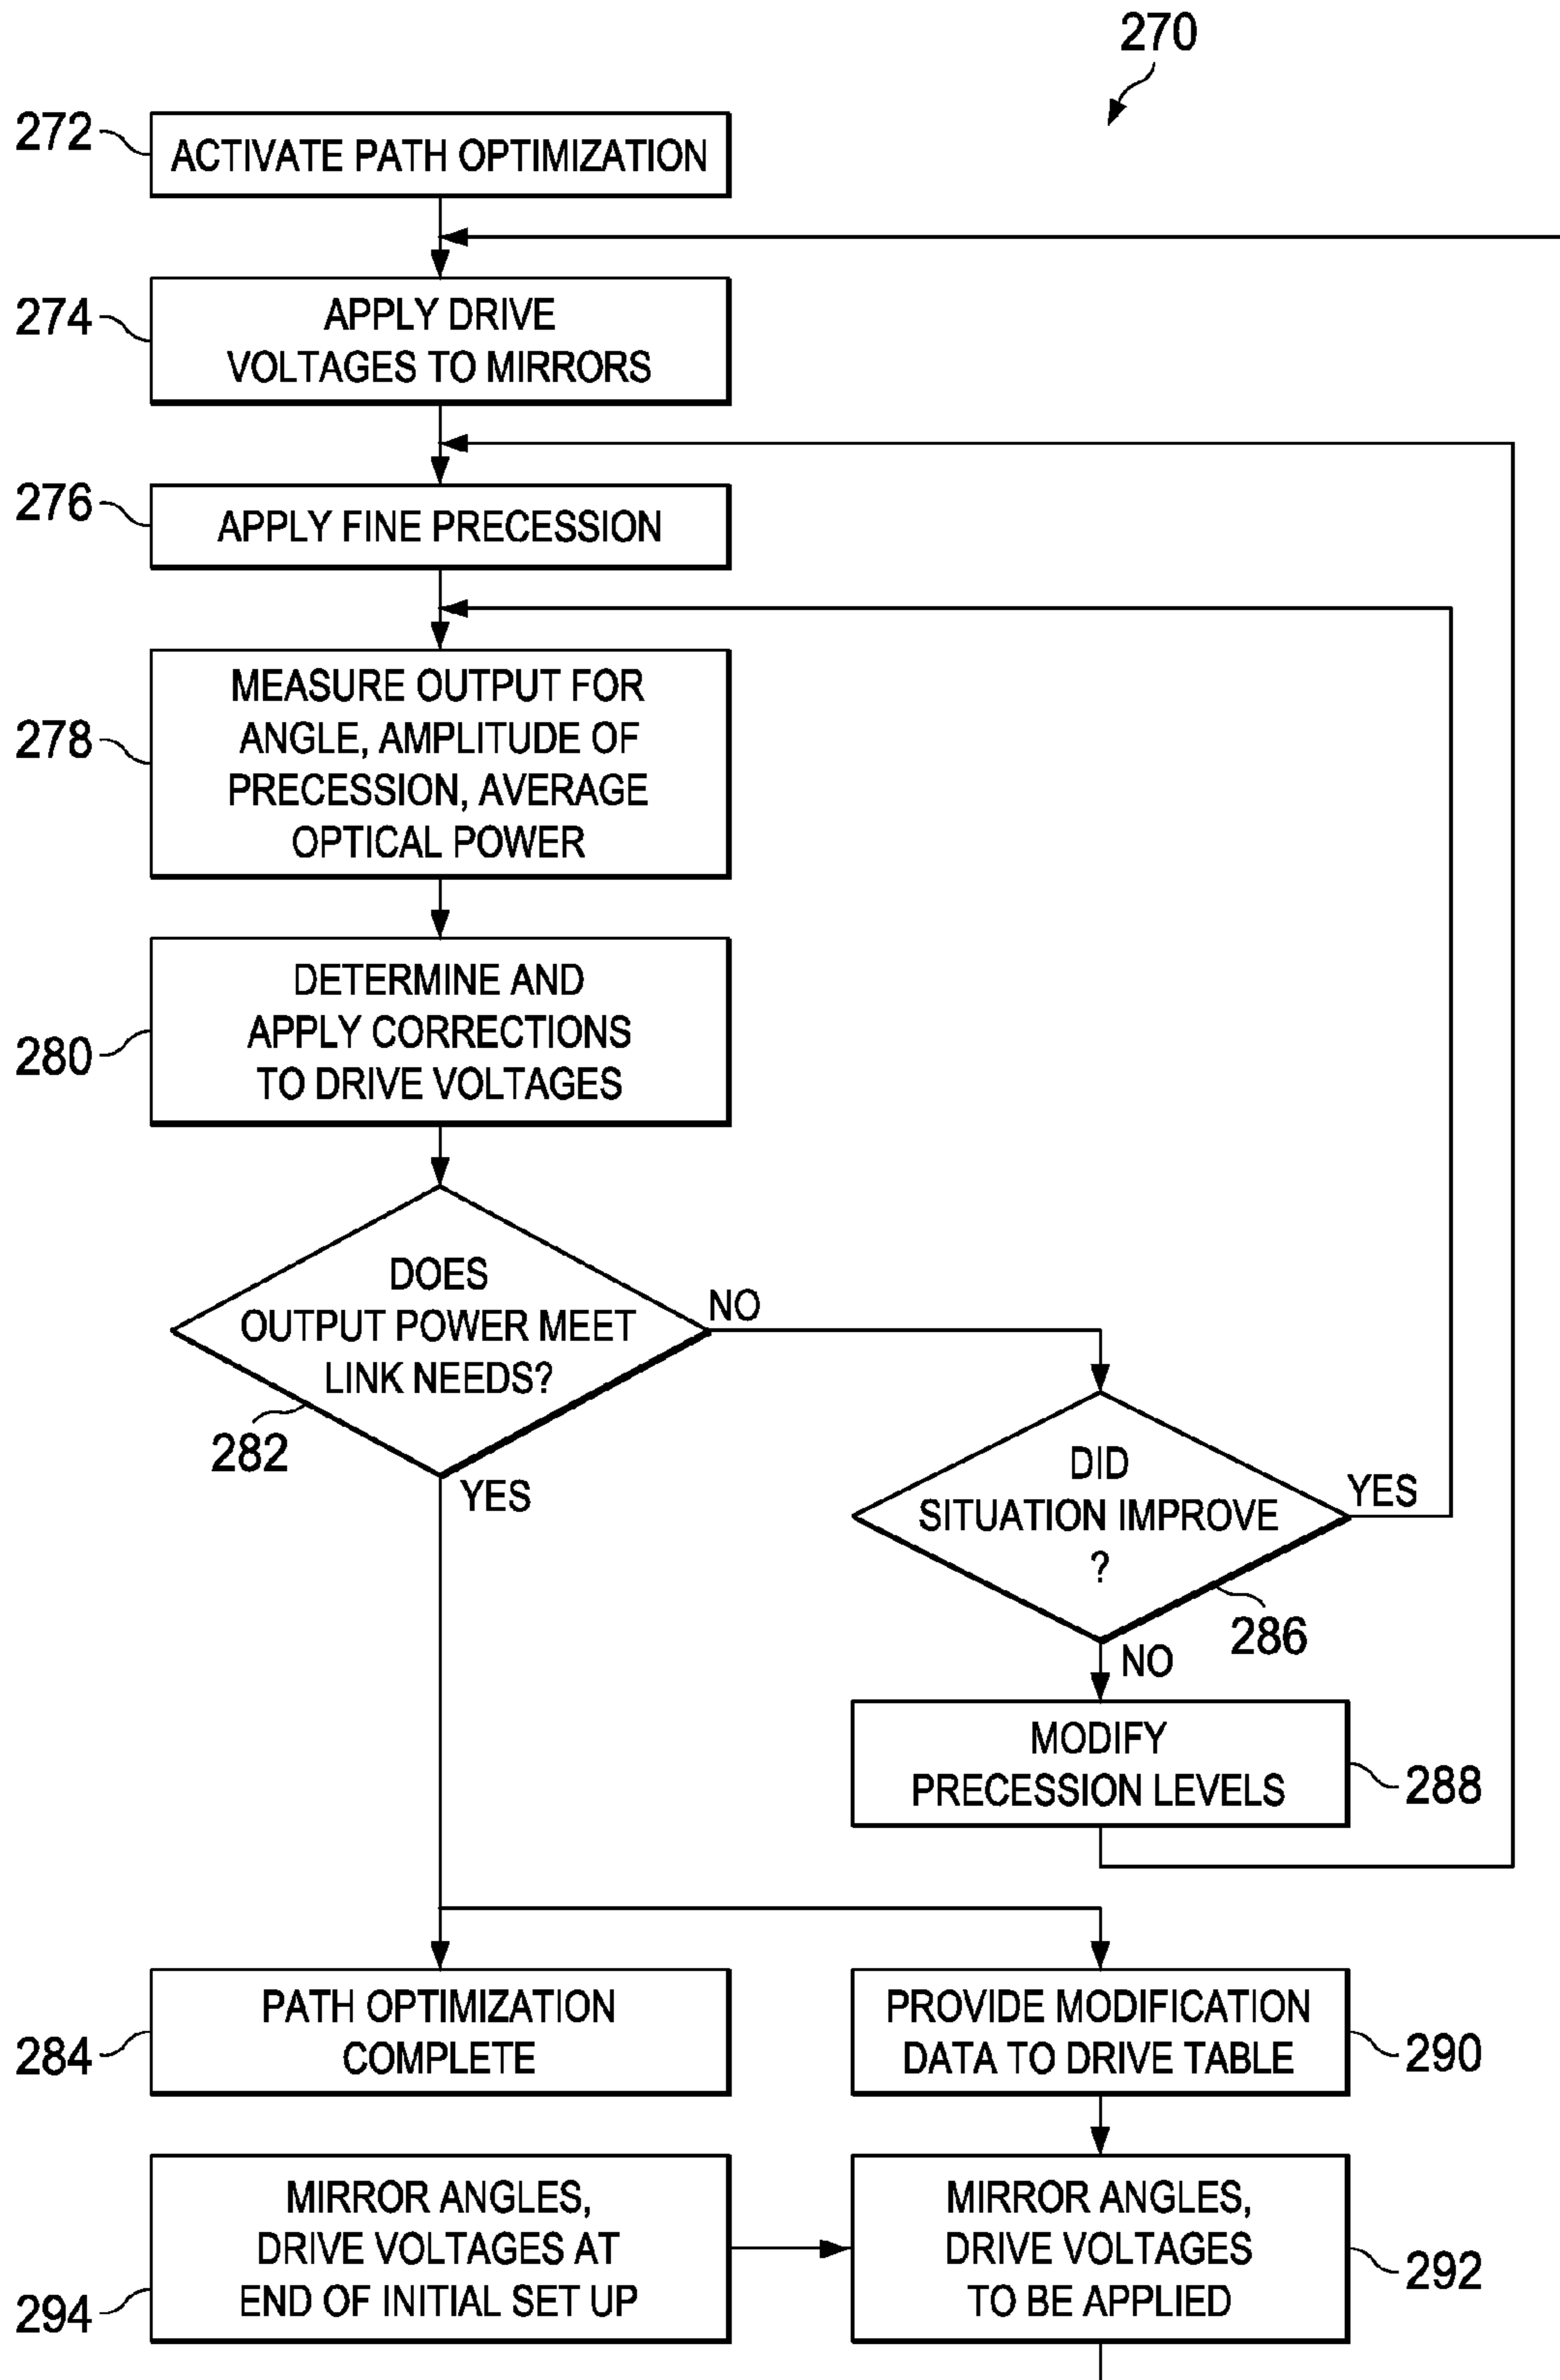 270
272
ACTIVATE PATH OPTIMIZATION
274
APPLY DRIVE
VOLTAGES TO MIRRORS
276
APPLY FINE PRECESSION
278
MEASURE OUTPUT FOR
ANGLE, AMPLITUDE OF
PRECESSION, AVERAGE
OPTICAL POWER
280
DETERMINE AND
APPLY CORRECTIONS
TO DRIVE VOLTAGES
DOES
OUTPUT POWER MEET
LINK NEEDS?
NO
282
YES
DID
SITUATION IMPROVE
?
YES
286
NO
MODIFY
PRECESSION LEVELS
288
284
PATH OPTIMIZATION
COMPLETE
PROVIDE MODIFICATION
DATA TO DRIVE TABLE
290
294
MIRROR ANGLES,
DRIVE VOLTAGES AT
END OF INITIAL SET UP
MIRROR ANGLES,
DRIVE VOLTAGES
TO BE APPLIED
292